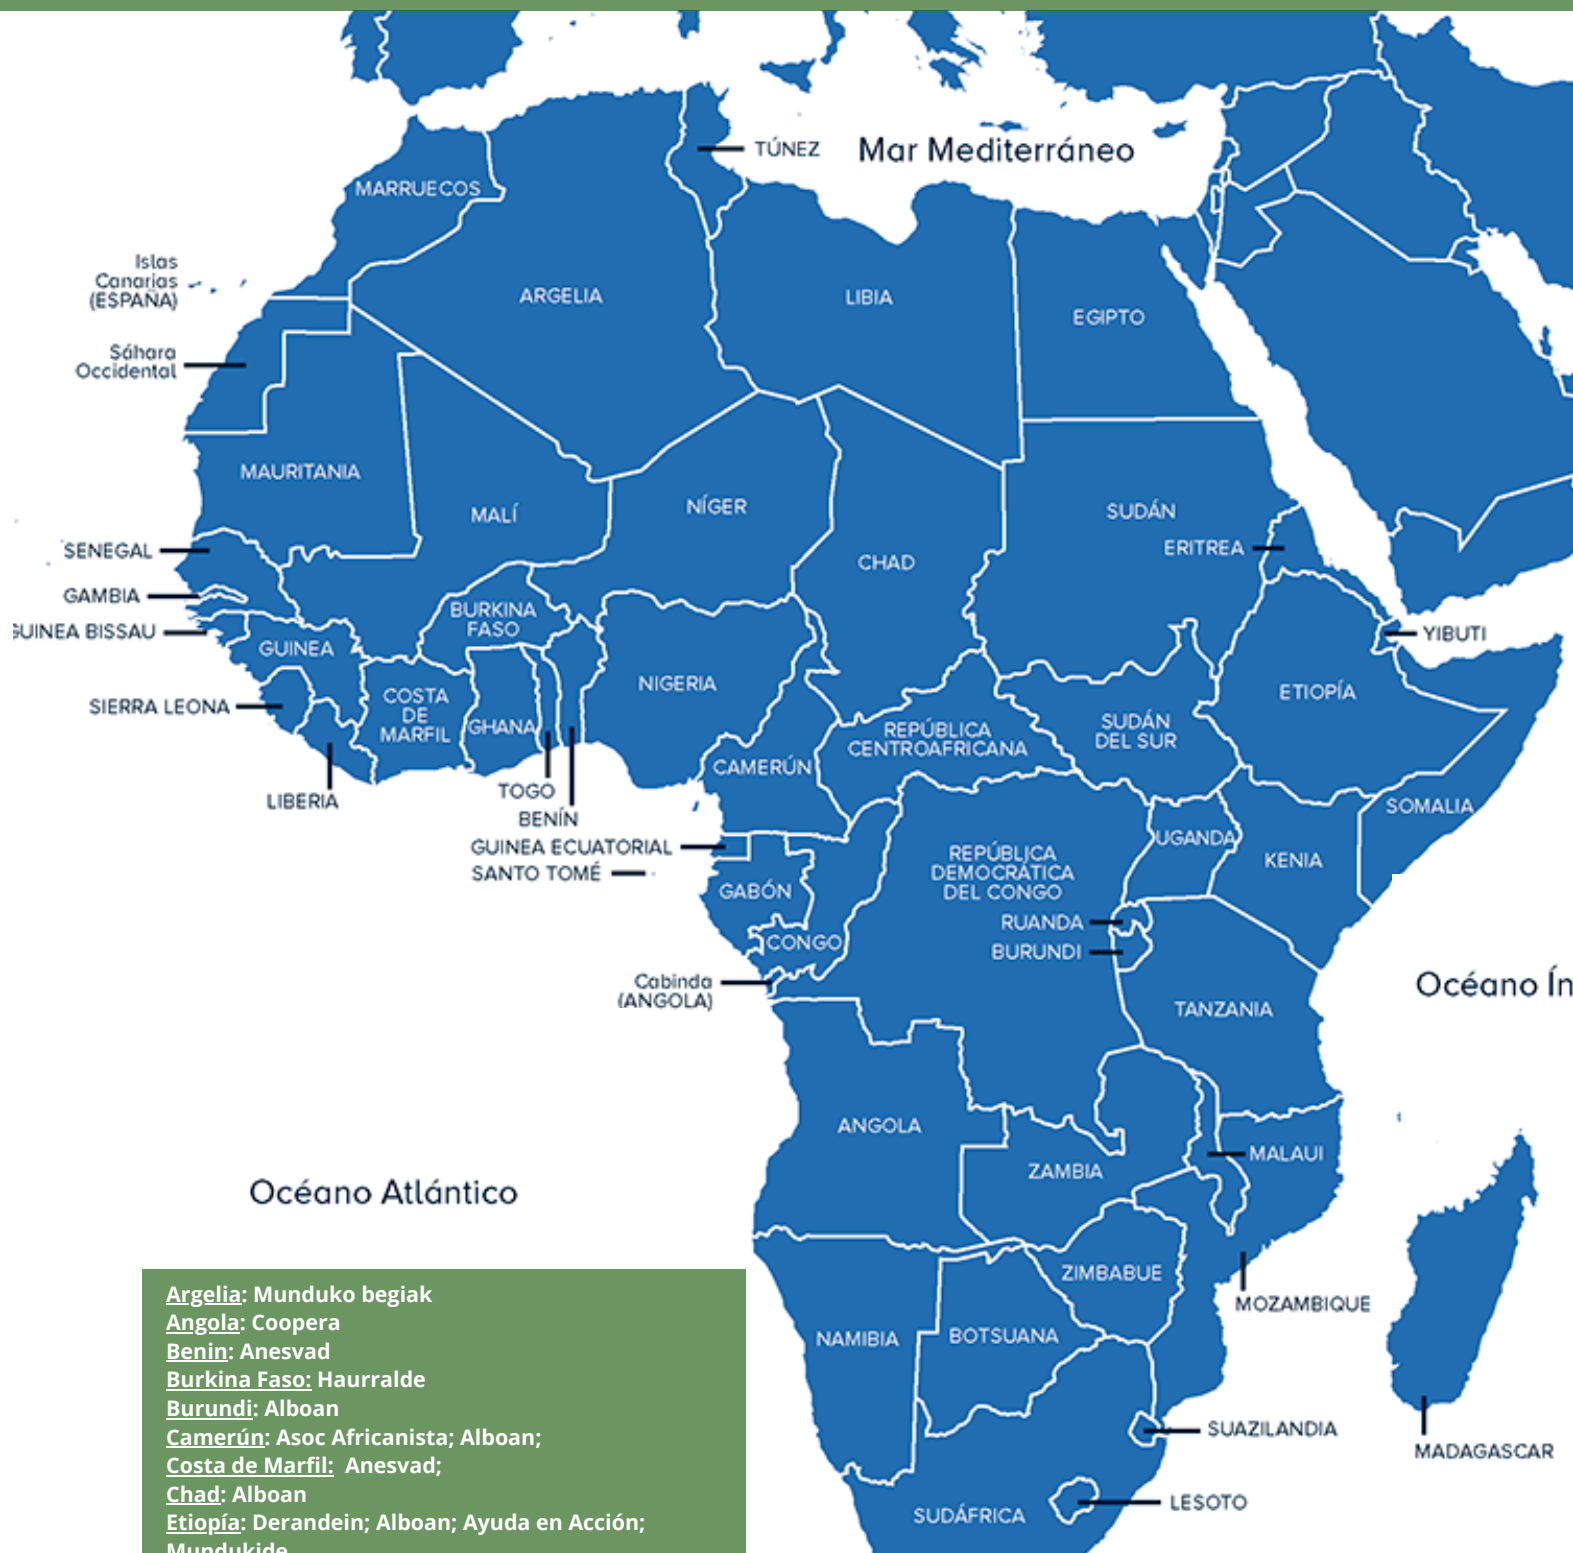 TÚNEZ
Mar Mediterráneo
MARRUECOS
Islas
Canarias
(ESPAÑA)
ARGELIA
LIBIA
EGIPTO
Sáhara
Occidental
MAURITANIA
MALÍ
NÍGER
SUDÁN
SENEGAL
ERITREA
CHAD
GAMBIA
BURKINA
FASO
GUINEA BISSAU
YIBUTI
GUINEA
NIGERIA
ETIOPÍA
SIERRA LEONA
COSTA
DE
MARFIL
GHANA
REPÚBLICA
CENTROAFRICANA
SUDÁN
DEL SUR
CAMERÚN
LIBERIA
TOGO
BENÍN
SOMALIA
GUINEA ECUATORIAL
SANTO TOMÉ
UGANDA
KENIA
REPÚBLICA
DEMOCRÁTICA
DEL CONGO
GABÓN
RUANDA
CONGO
BURUNDI
Cabinda
(ANGOLA)
Océano Ín
TANZANIA
ANGOLA
MALAUI
ZAMBIA
Océano Atlántico
ZIMBABUE
MOZAMBIQUE
NAMIBIA
BOTSUANA
SUAZILANDIA
MADAGASCAR
LESOTO
SUDÁFRICA
Argelia: Munduko begiak
Angola: Coopera
Benin: Anesvad
Burkina Faso: Haurralde
Burundi: Alboan
Camerún: Asoc Africanista; Alboan;
Costa de Marfil: Anesvad;
Chad: Alboan
Etiopía: Derandein; Alboan; Ayuda en Acción;
Mundukide